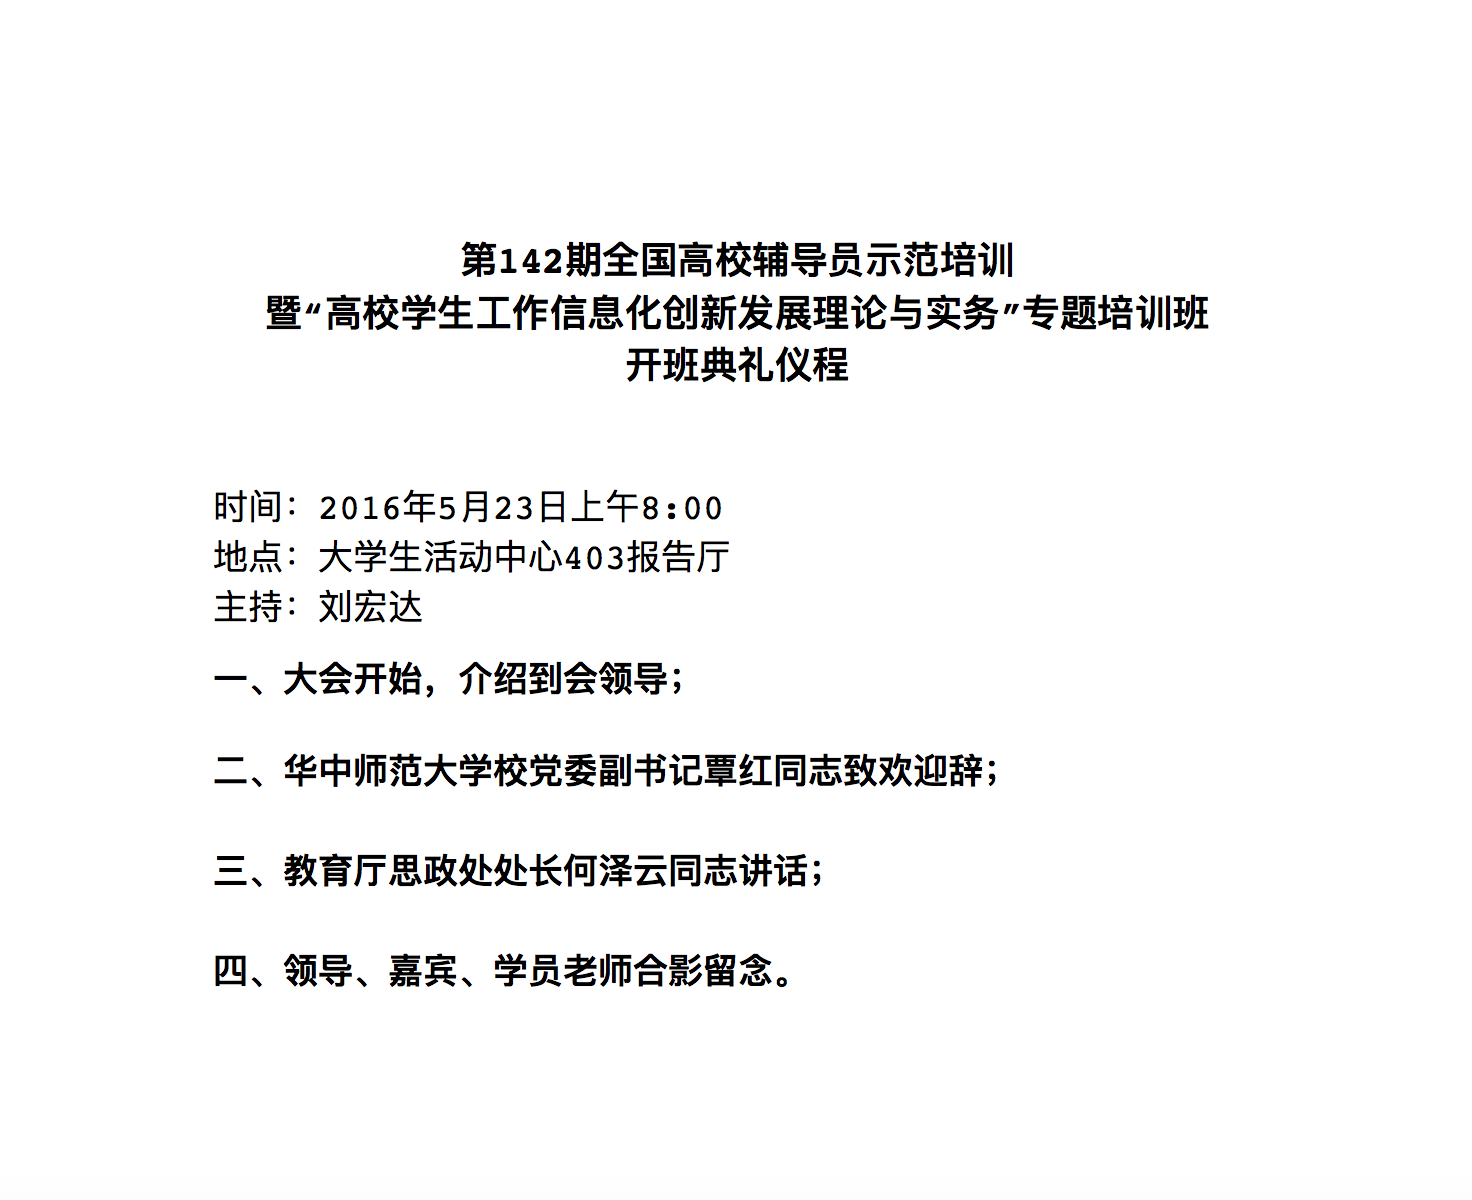 第142期全国高校辅导员示范培训
暨“高校学生工作信息化创新发展理论与实务”专题培训班
开班典礼仪程
时间：2016年5月23日上午8:00
地点：大学生活动中心403报告厅
主持：刘宏达
一、大会开始，介绍到会领导；
二、华中师范大学校党委副书记覃红同志致欢迎辞；
三、教育厅思政处处长何泽云同志讲话；
四、领导、嘉宾、学员老师合影留念。